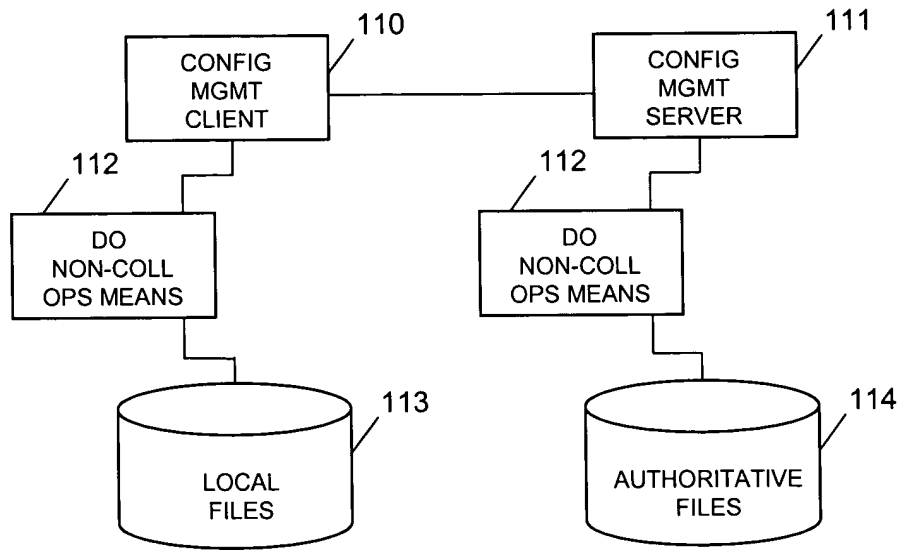 110
CONFIG
MGMT
CLIENT
111
CONFIG
MGMT
SERVER
112
DO
NON-COLL
OPS MEANS
112
DO
NON-COLL
OPS MEANS
113
LOCAL
FILES
114
AUTHORITATIVE
FILES